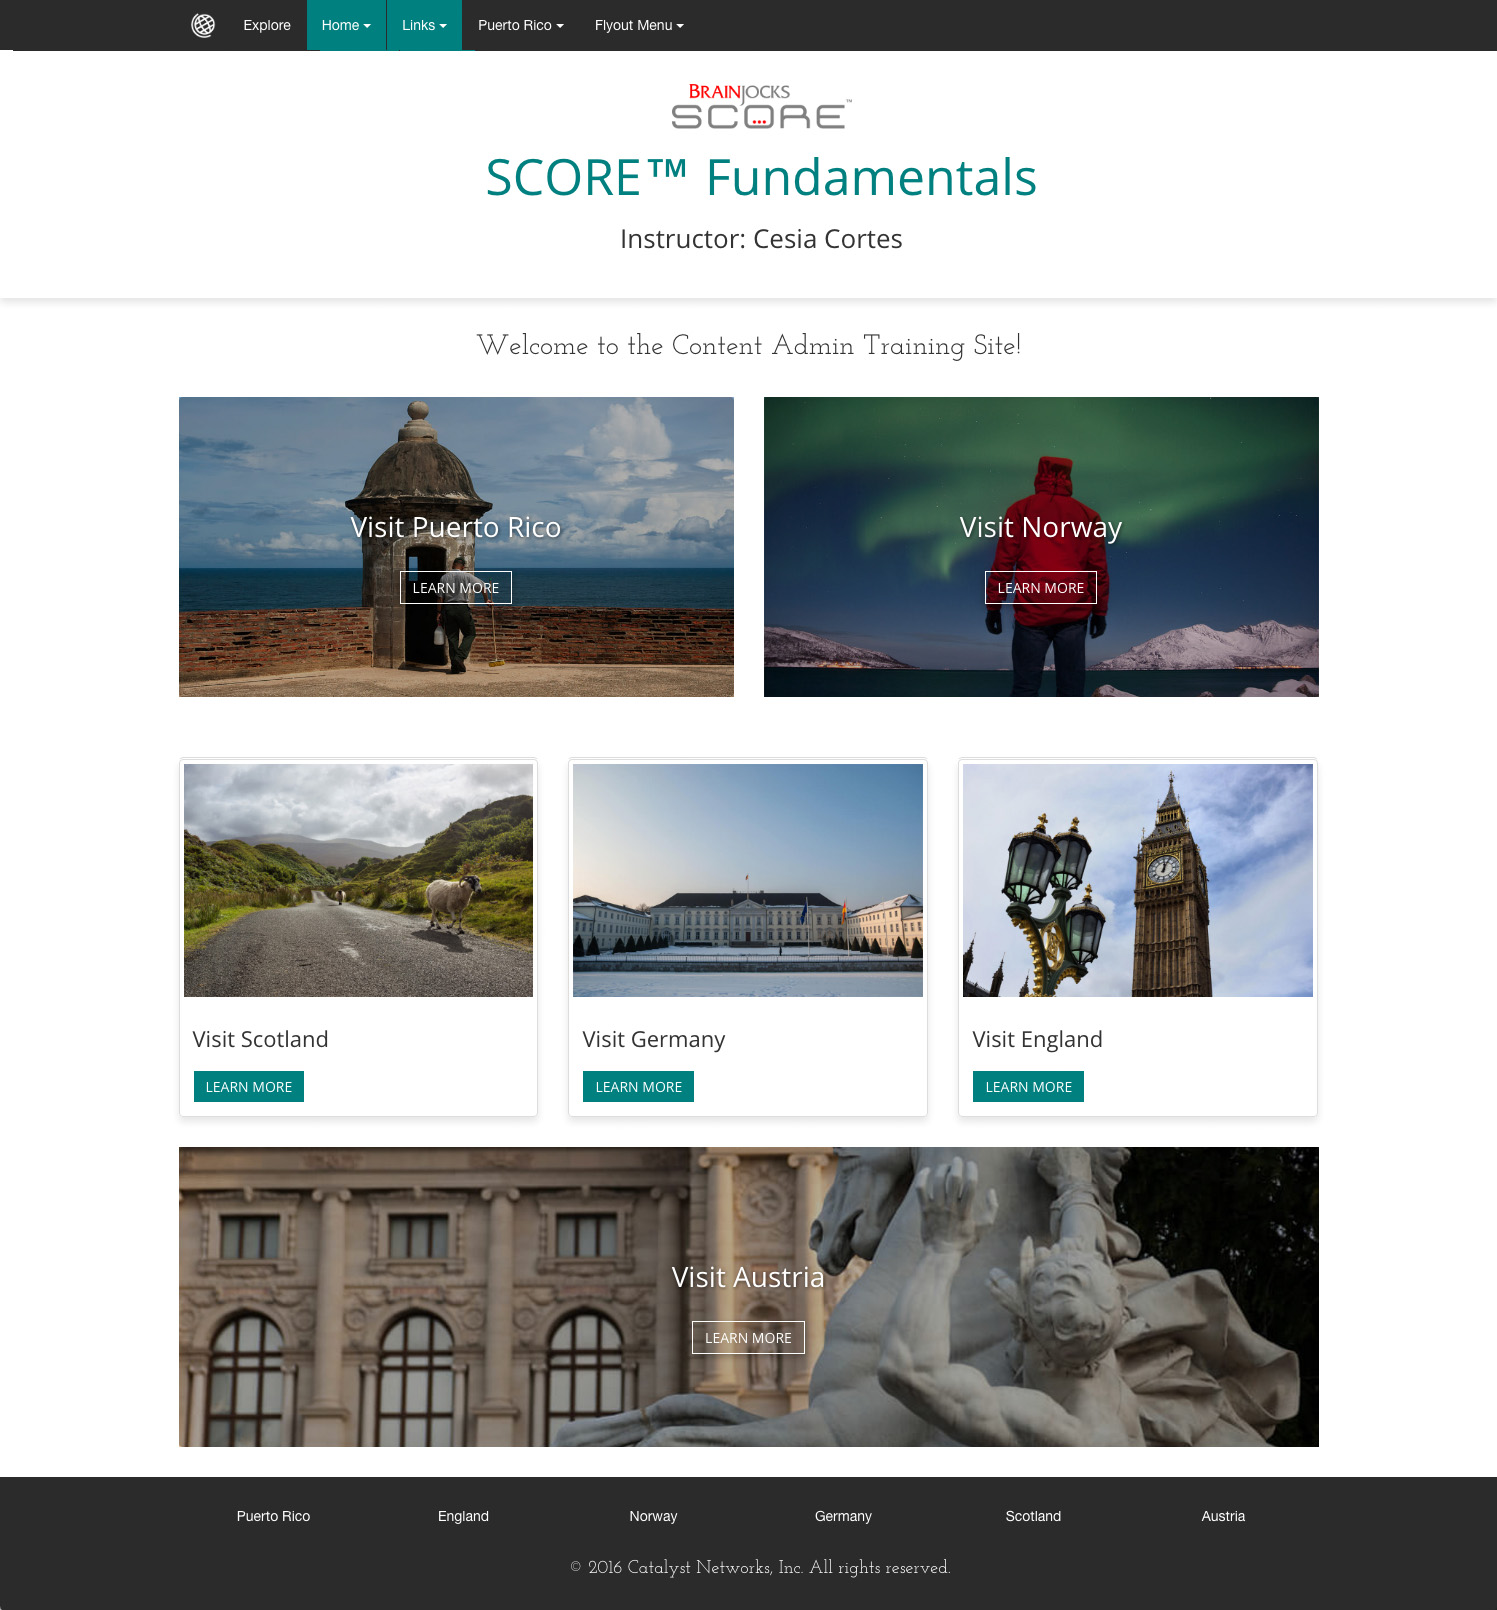 Explore Home Links Puerto Rico Flyout Menu
BRAINJOCKS
SCORE™
SCORE™ Fundamentals
Instructor: Cesia Cortes
Welcome to the Content Admin Training Site!
Visit Puerto Rico
LEARN MORE
Visit Norway
LEARN MORE
Visit Scotland
LEARN MORE
Visit Germany
LEARN MORE
Visit England
LEARN MORE
Visit Austria
LEARN MORE
Puerto Rico England Norway Germany Scotland Austria
© 2016 Catalyst Networks, Inc. All rights reserved.